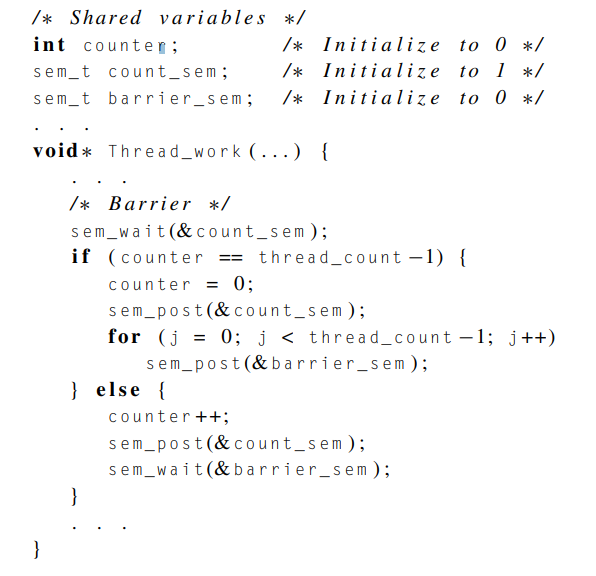 /* Shared variables */
int counter; /* Initialize to 0 */
sem_t count_sem; /* Initialize to 1 */
sem_t barrier_sem; /* Initialize to 0 */
. . .
void* Thread_work(...) {
. . .
/* Barrier */
sem_wait(&count_sem);
if (counter == thread_count−1) {
counter = 0;
sem_post(&count_sem);
for (j = 0; j < thread_count−1; j++)
sem_post(&barrier_sem);
} else {
counter++;
sem_post(&count_sem);
sem_wait(&barrier_sem);
}
. . .
}